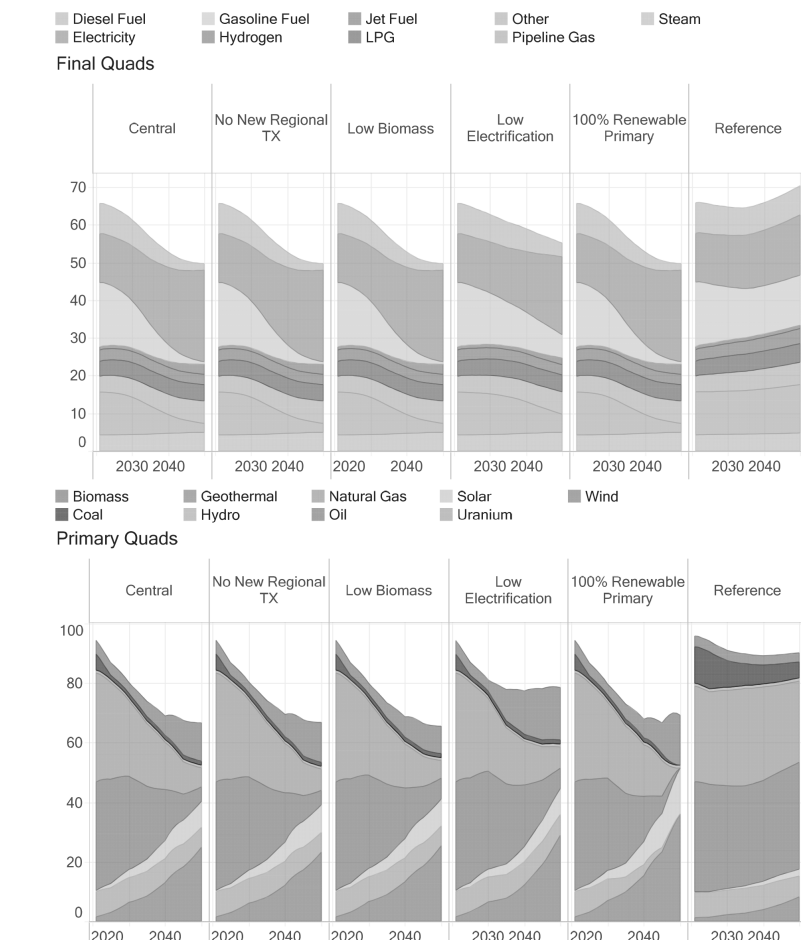 Diesel Fuel Gasoline Fuel Jet Fuel Other Steam
Electricity Hydrogen LPG Pipeline Gas
Final Quads
Central No New Regional TX Low Biomass Low Electrification 100% Renewable Primary Reference
70
60
50
40
30
20
10
0
2030 2040 2030 2040 2020 2040 2030 2040 2030 2040 2030 2040
Biomass Geothermal Natural Gas Solar Wind
Coal Hydro Oil Uranium
Primary Quads
Central No New Regional TX Low Biomass Low Electrification 100% Renewable Primary Reference
100
80
60
40
20
0
2020 2040 2020 2040 2020 2040 2030 2040 2020 2040 2030 2040